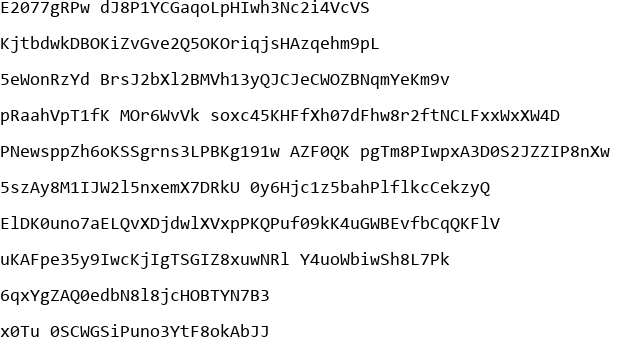 E2077gRPw dJ8P1YCGaqoLpHIwh3Nc2i4VcVS
KjtbdwkDBOKiZvGve2Q5OKOriqjsHAzqehm9pL
5eWonRzYd BrsJ2bXl2BMVh13yQJCJeCWOZBNqmYeKm9v
pRaahVpT1fK MOr6WvVk soxc45KHFfXh07dFhw8r2ftNCLFxxWxXW4D
PNewsppZh6oKSSgrns3LPBKg191w AZF0QK pgTm8PIwpxA3D0S2JZZIP8nXw
5szAy8M1IJW2l5nxemX7DRkU 0y6Hjc1z5bahPlflkcCekzyQ
ElDK0uno7aELQvXDjdwlXVxpPKQPuf09kK4uGWBEvfbCqQKFlV
uKAFpe35y9IwcKjIgTSGIZ8xuwNRl Y4uoWbiwSh8L7Pk
6qxYgZAQ0edbN8l8jcHOBTYN7B3
x0Tu 0SCWGSiPuno3YtF8okAbJJ